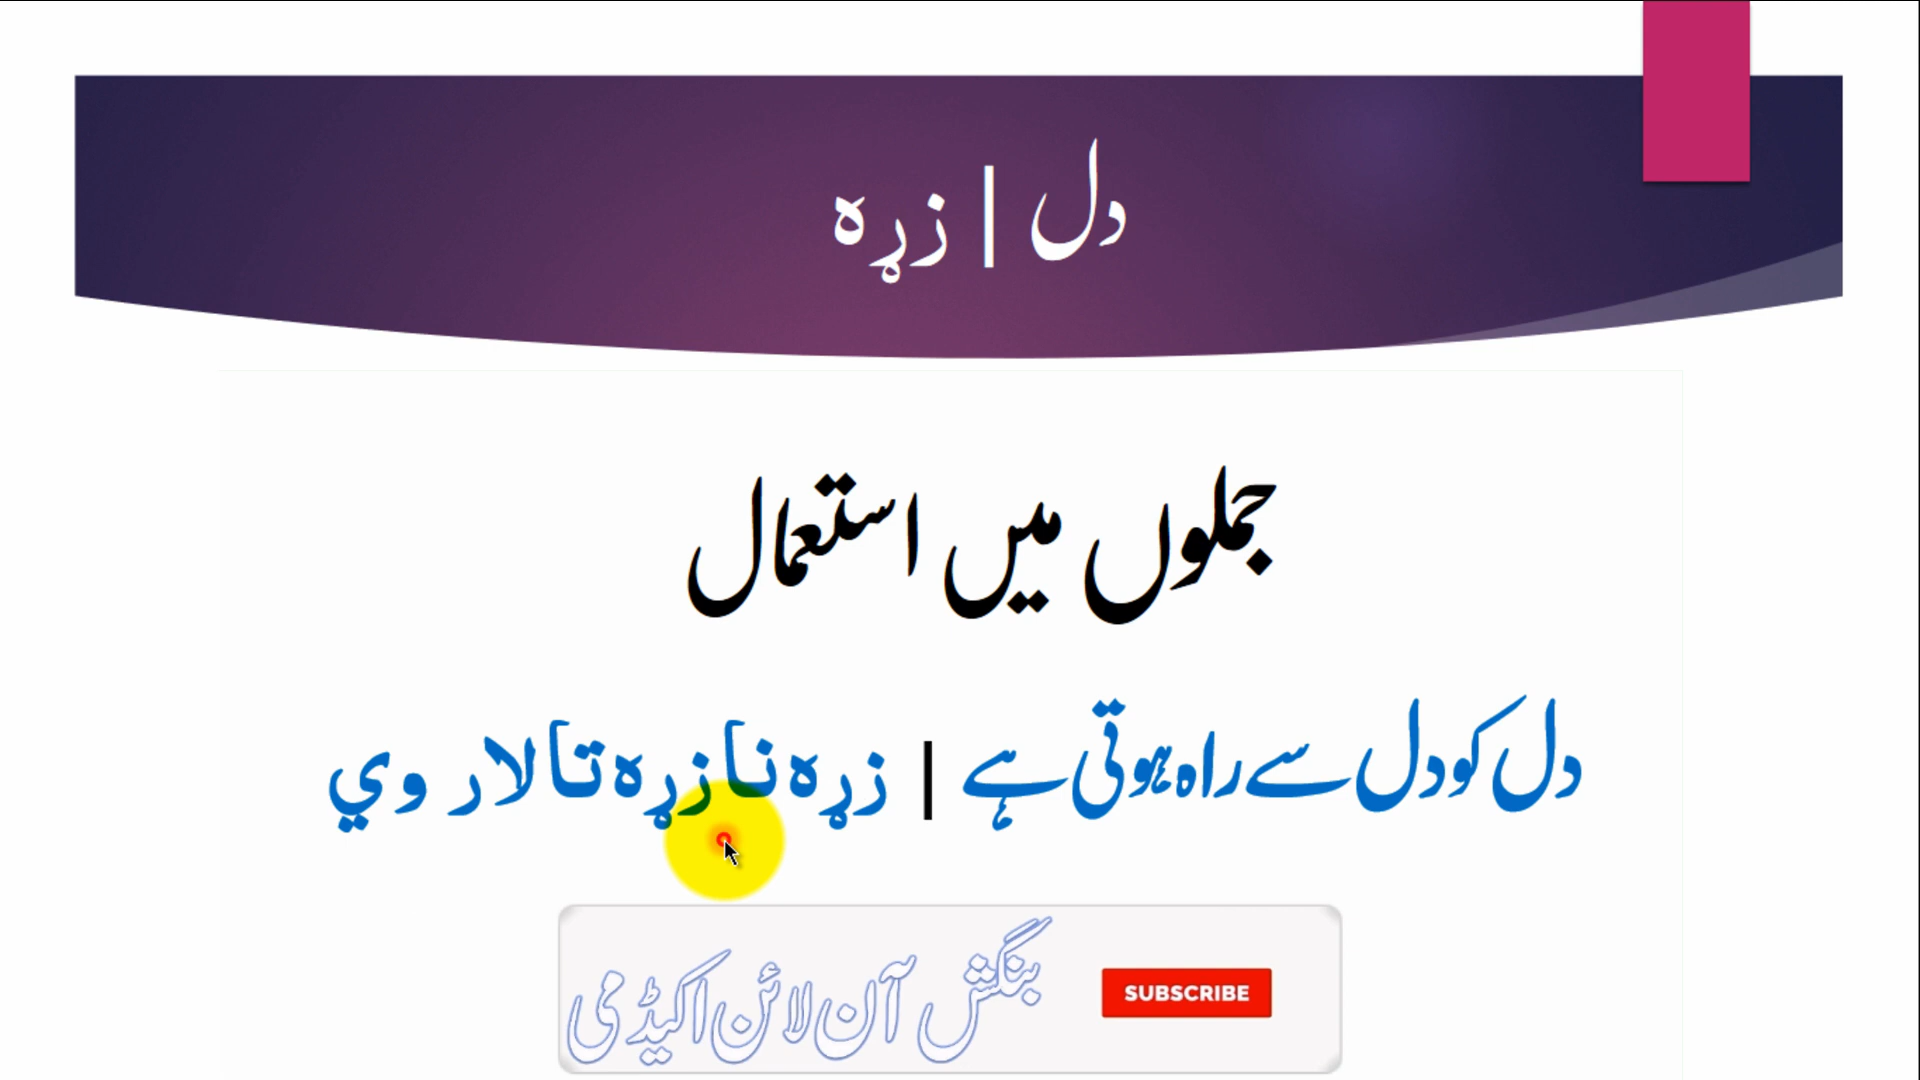 دل | زړه
جملوں میں استعمال
دل کو دل سے راہ ہوتی ہے | زړه نا زړه تا لار وي
بنگش آن لائن اکیڈمی
SUBSCRIBE